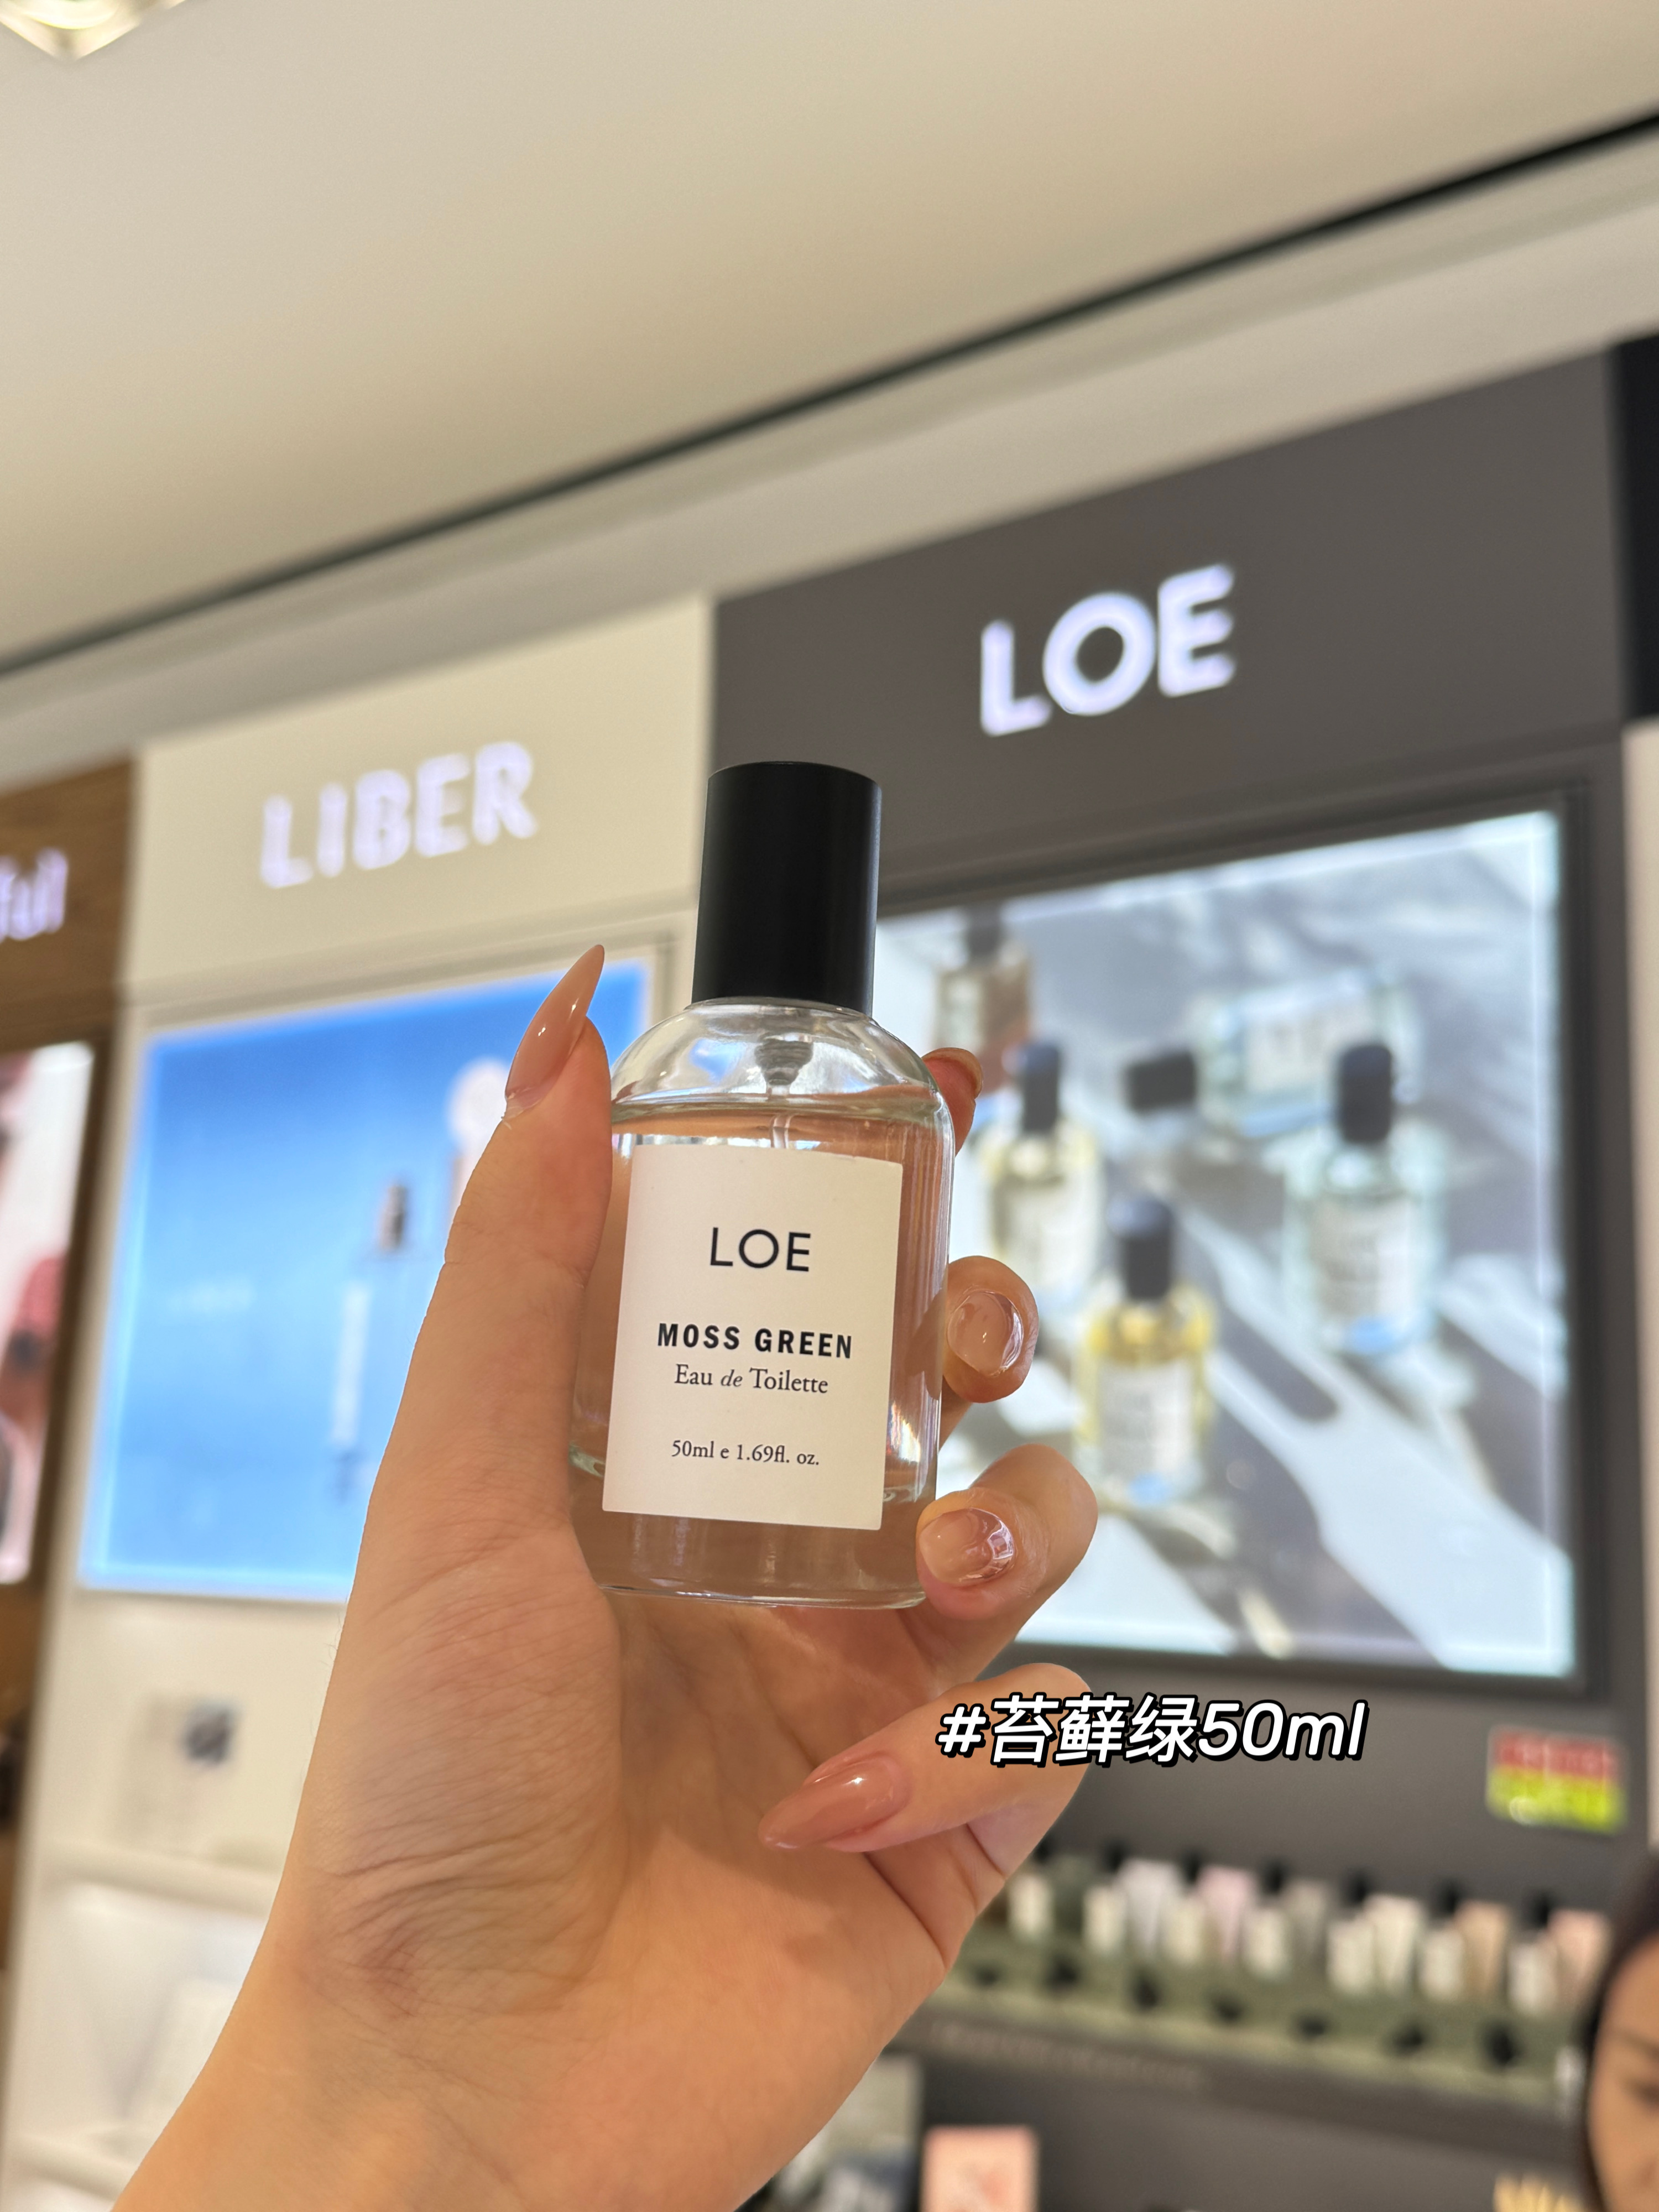 LOE
LIBER
ful
LOE
MOSS GREEN
Eau de Toilette
50ml e 1.69fl. oz.
#苔藓绿50ml